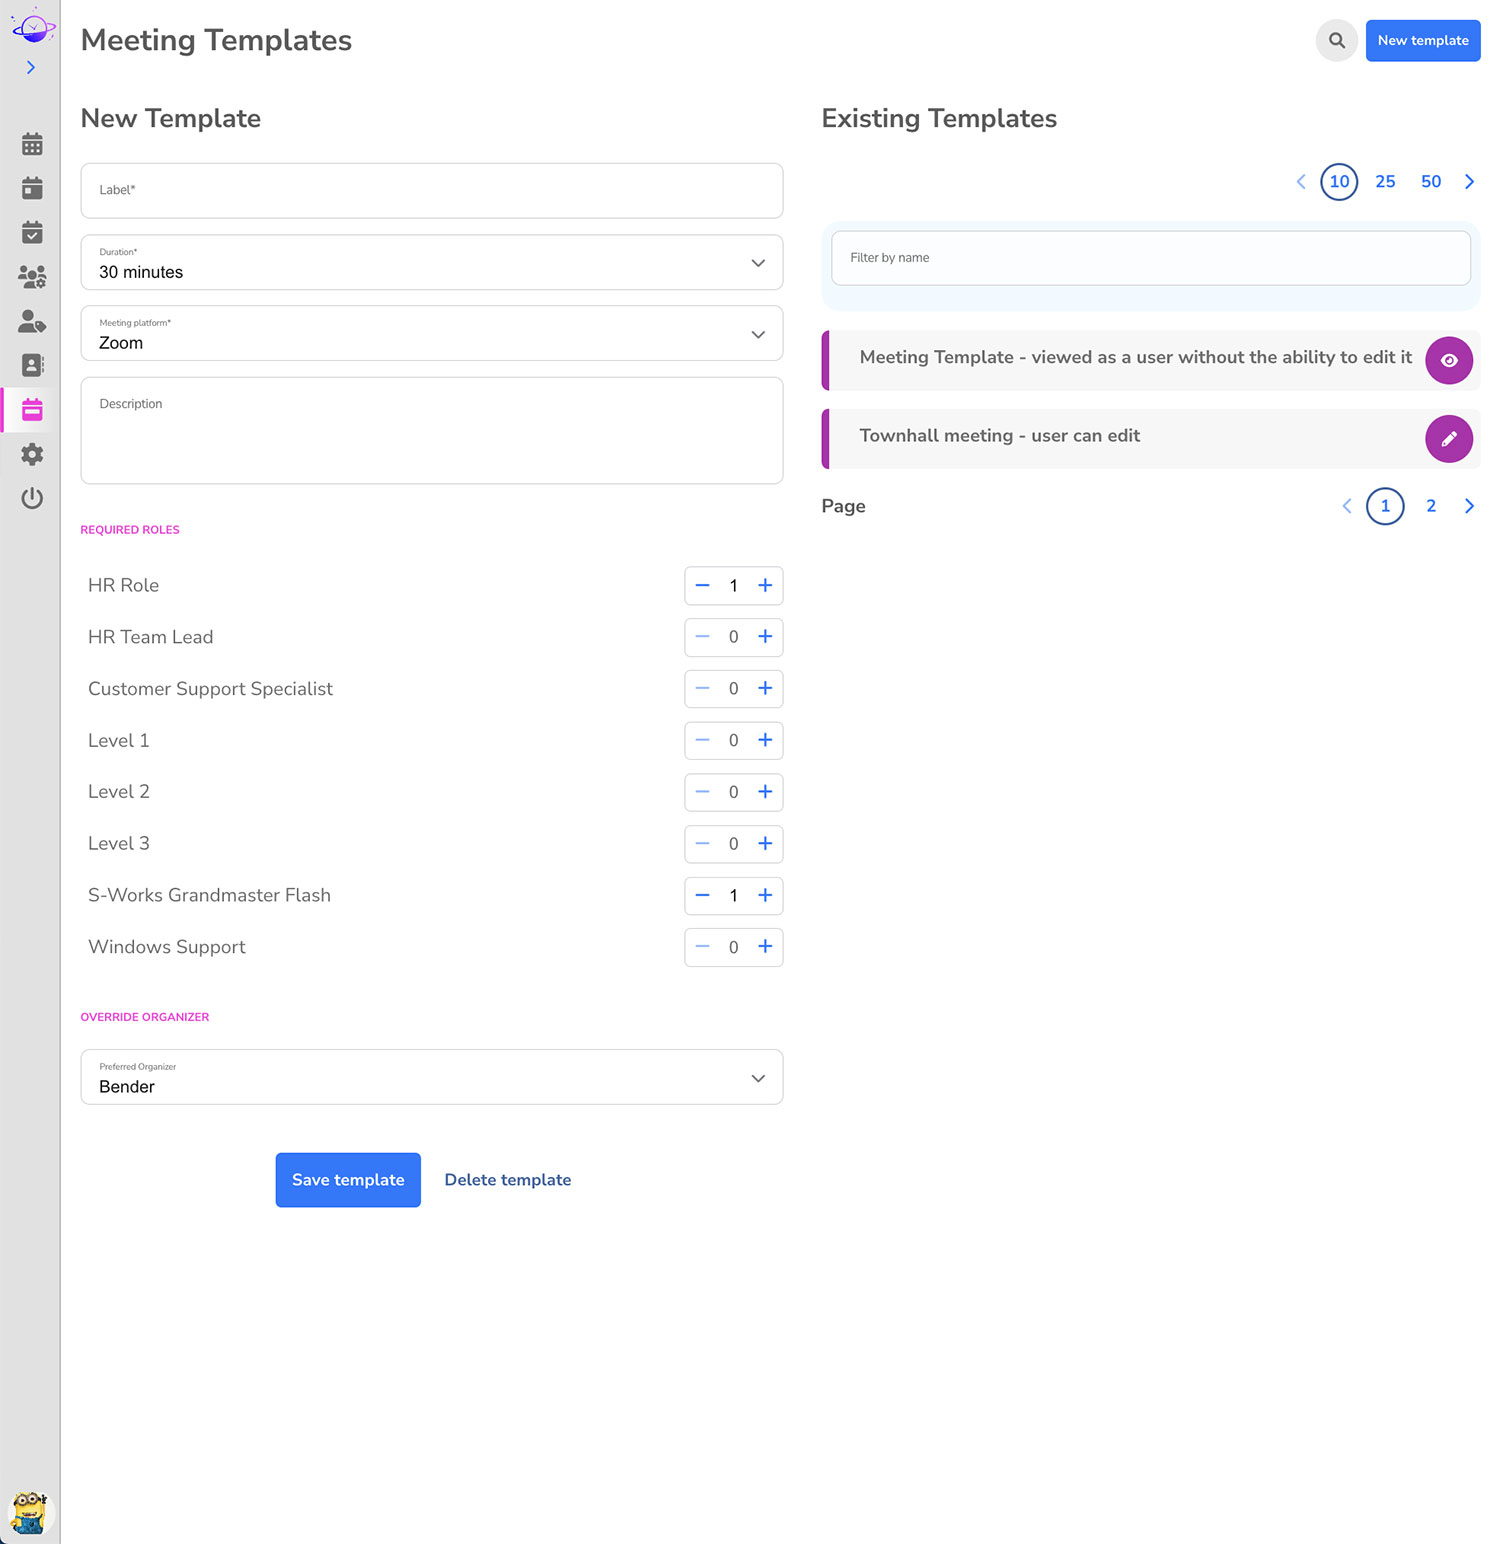 Meeting Templates
New template
New Template
Label*
Duration*
30 minutes
Meeting platform*
Zoom
Description
REQUIRED ROLES
HR Role
1
HR Team Lead
0
Customer Support Specialist
0
Level 1
0
Level 2
0
Level 3
0
S-Works Grandmaster Flash
1
Windows Support
0
OVERRIDE ORGANIZER
Preferred Organizer
Bender
Save template Delete template
Existing Templates
10 25 50
Filter by name
Meeting Template - viewed as a user without the ability to edit it
Townhall meeting - user can edit
Page 1 2